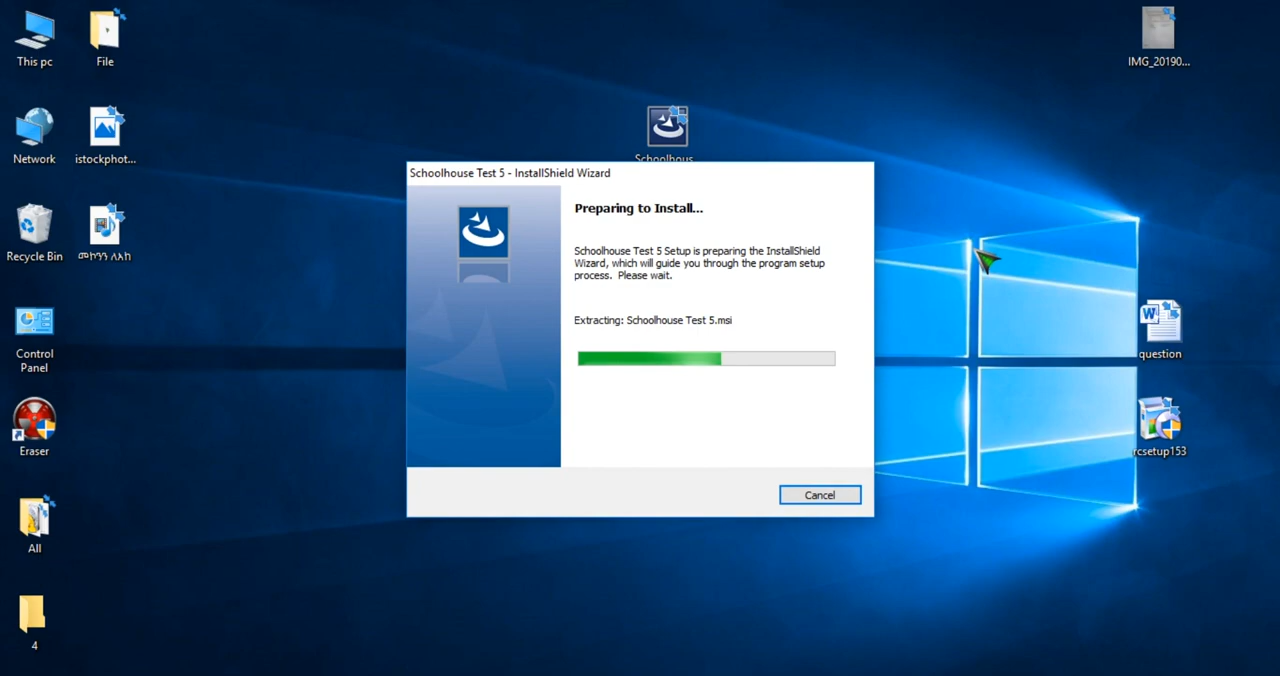 This pc
File
IMG_20190...
Network
istockphot...
Schoolhous
Recycle Bin
መኮንን ለአከ
Schoolhouse Test 5 - InstallShield Wizard
Preparing to Install...
Schoolhouse Test 5 Setup is preparing the InstallShield
Wizard, which will guide you through the program setup
process. Please wait.
Extracting: Schoolhouse Test 5.msi
Cancel
Control
Panel
question
Eraser
rcsetup153
All
4